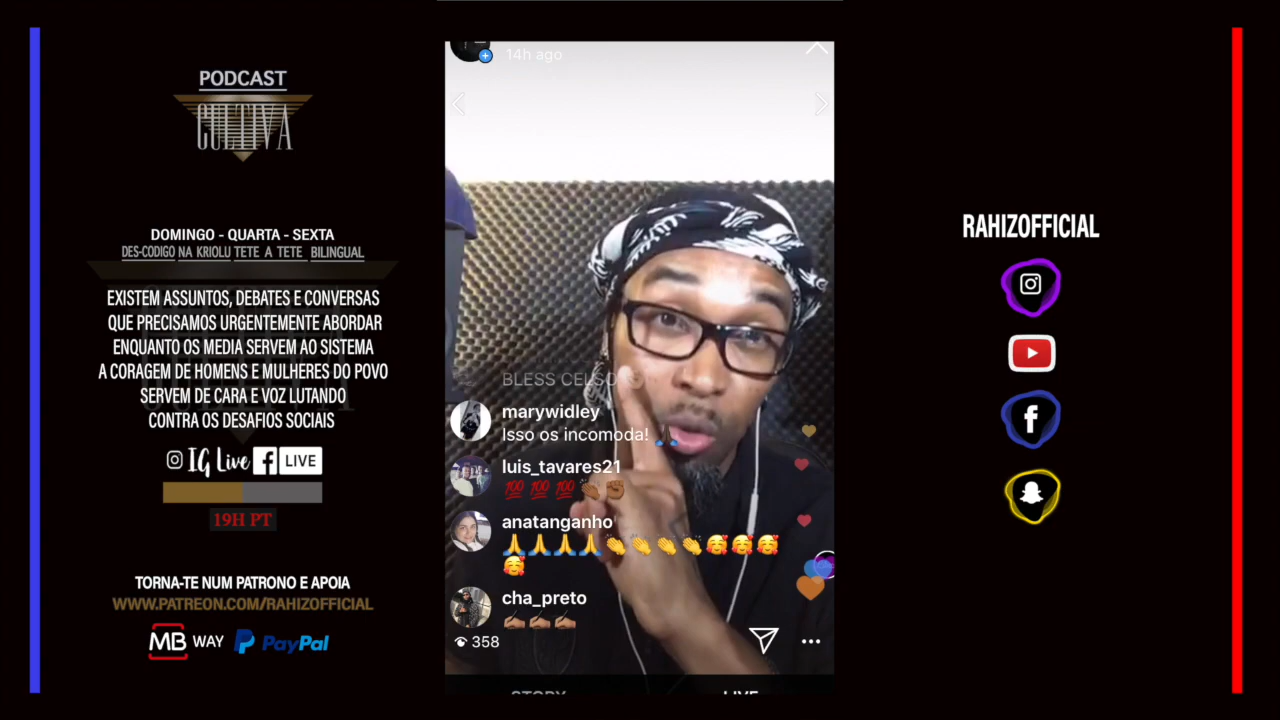 PODCAST
CULTIVA
DOMINGO - QUARTA - SEXTA
DES-CODIGO NA KRIOLU TETE A TETE BILINGUAL
EXISTEM ASSUNTOS, DEBATES E CONVERSAS
QUE PRECISAMOS URGENTEMENTE ABORDAR
ENQUANTO OS MEDIA SERVEM AO SISTEMA
A CORAGEM DE HOMENS E MULHERES DO POVO
SERVEM DE CARA E VOZ LUTANDO
CONTRA OS DESAFIOS SOCIAIS
IG Live f LIVE
19H PT
TORNA-TE NUM PATRONO E APOIA
WWW.PATREON.COM/RAHIZOFFICIAL
MB WAY PayPal
14h ago
BLESS CELSO
marywidley
Isso os incomoda! 🙏🏿
luis_tavares21
💯 💯 💯 👏🏾 ✊🏾
anatanganho
🙏🙏🙏🙏👏👏👏👏🥰🥰🥰
🥰
cha_preto
✍🏽✍🏽✍🏽
358
STORY LIVE
RAHIZOFFICIAL
f